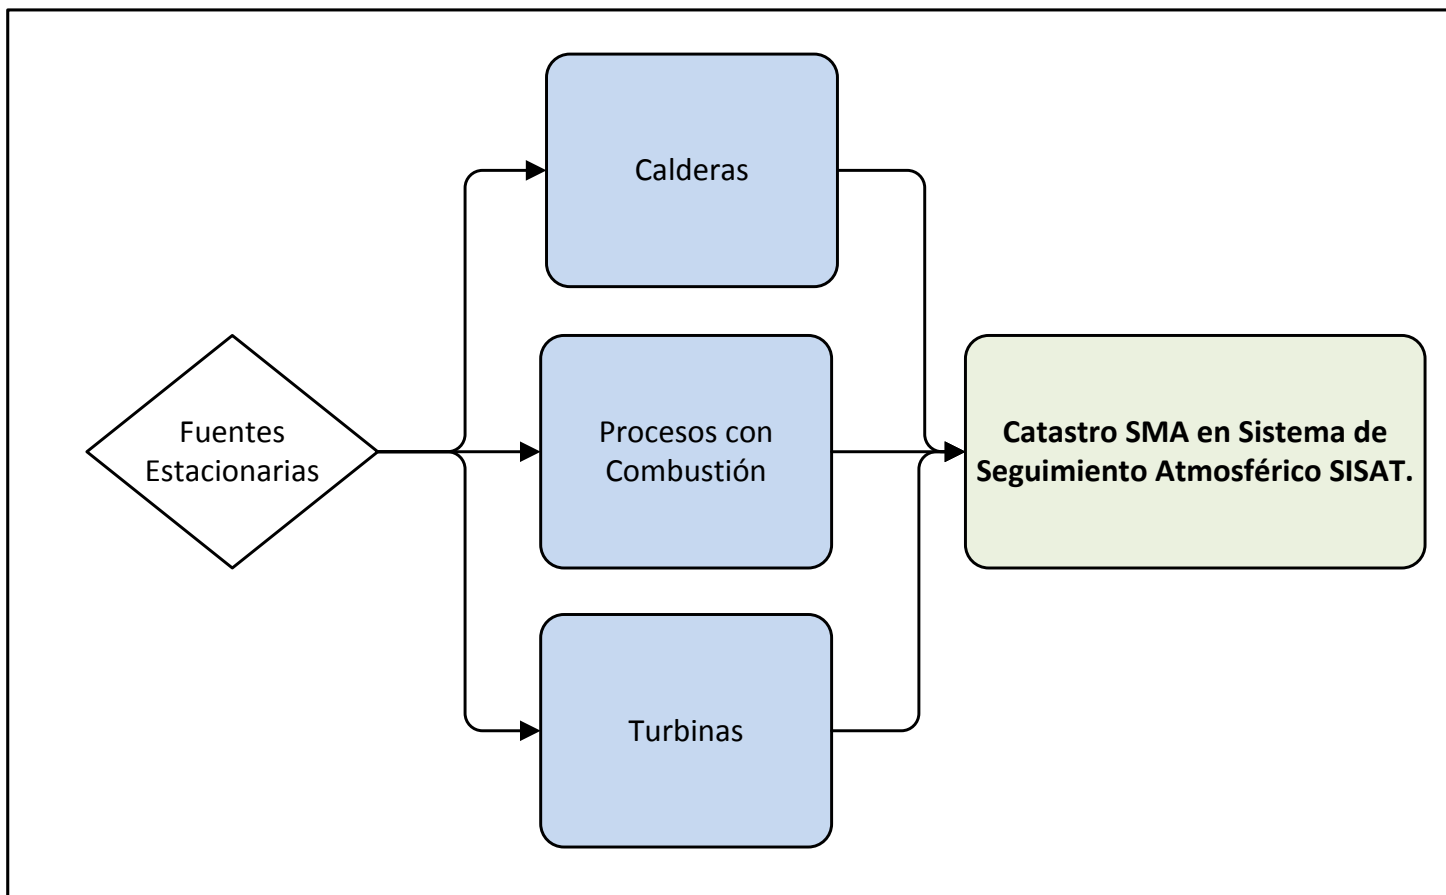 Calderas
Fuentes
Estacionarias
Procesos con
Combustión
Catastro SMA en Sistema de
Seguimiento Atmosférico SISAT.
Turbinas